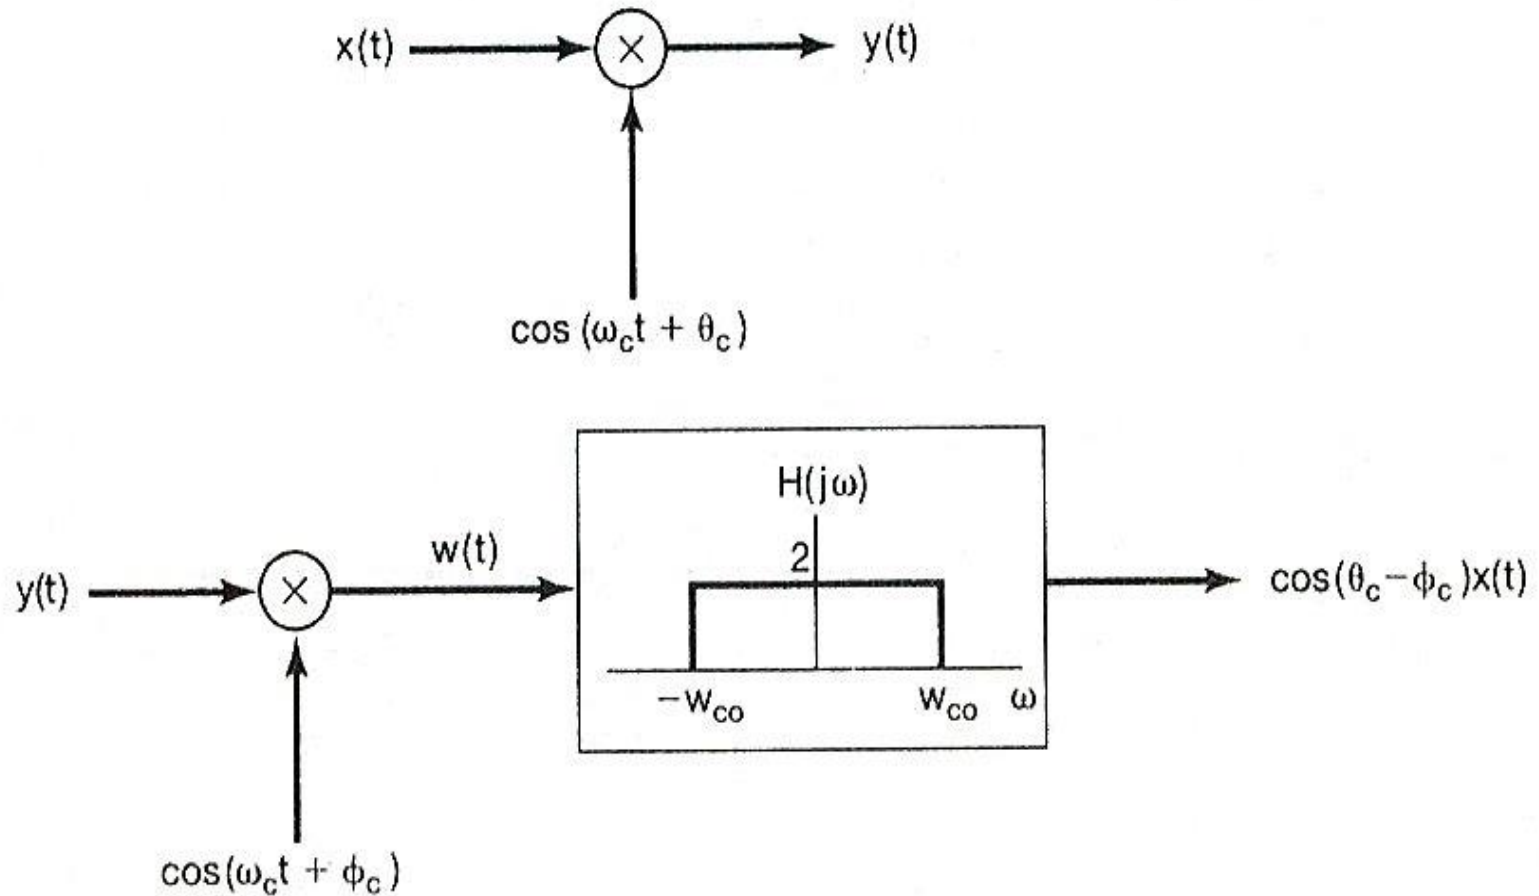 x(t)
y(t)
cos (ω_c t + θ_c)
H(jω)
2
w(t)
y(t)
cos(θ_c − ϕ_c)x(t)
−w_co
w_co
ω
cos(ω_c t + ϕ_c)